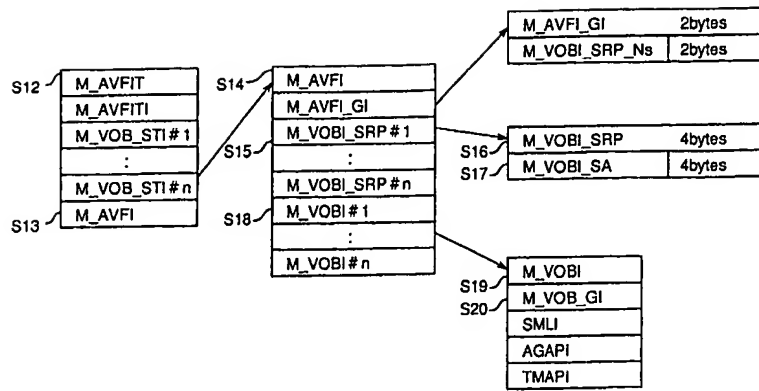 S12
M_AVFIT
M_AVFITI
M_VOB_STI#1
:
M_VOB_STI#n
S13
M_AVFI
S14
M_AVFI
M_AVFI_GI
M_VOBI_SRP#1
S15
:
M_VOBI_SRP#n
S18
M_VOBI#1
:
M_VOBI#n
M_AVFI_GI 2bytes
M_VOBI_SRP_Ns 2bytes
M_VOBI_SRP 4bytes
S16
M_VOBI_SA 4bytes
S17
M_VOBI
S19
M_VOB_GI
S20
SMLI
AGAPI
TMAPI